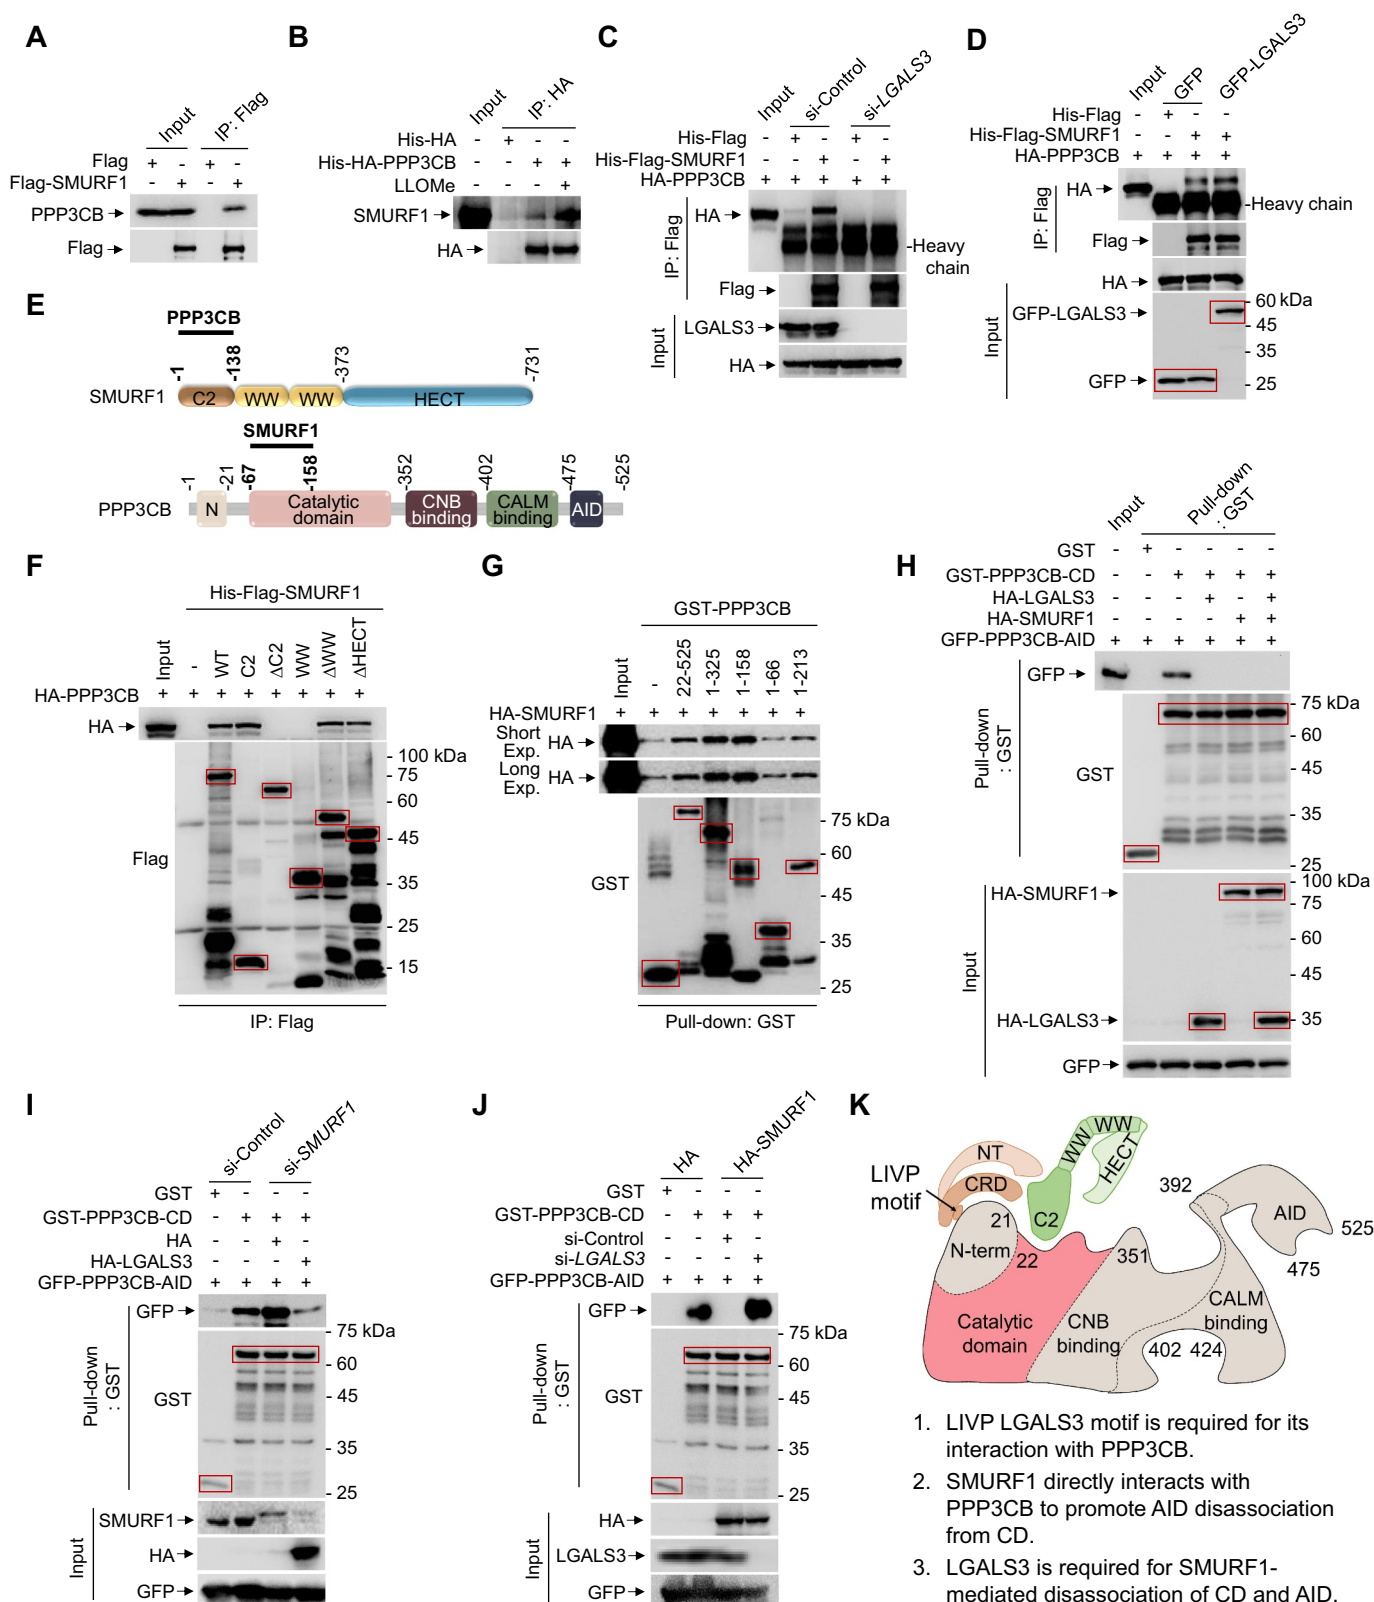 A
Input
IP: Flag
Flag + - + -
Flag-SMURF1 - + - +
PPP3CB
Flag
B
Input
IP: HA
His-HA - + - -
His-HA-PPP3CB - - + +
LLOMe - - - +
SMURF1
HA
C
Input
si-Control
si-LGALS3
His-Flag - + - + -
His-Flag-SMURF1 - - + - +
HA-PPP3CB + + + + +
IP: Flag
HA
-Heavy
chain
Flag
Input
LGALS3
HA
D
Input
GFP
GFP-LGALS3
His-Flag - + - -
His-Flag-SMURF1 - - + +
HA-PPP3CB + + + +
IP: Flag
HA
-Heavy chain
Flag
Input
HA
GFP-LGALS3
GFP
60 kDa
45
35
25
E
PPP3CB
-1
-138
-373
-731
SMURF1
C2 WW WW HECT
SMURF1
-1
-21
-67
-158
-352
-402
-475
-525
PPP3CB
N
Catalytic
domain
CNB
binding
CALM
binding
AID
F
His-Flag-SMURF1
Input - WT C2 ΔC2 WW ΔWW ΔHECT
HA-PPP3CB + + + + + + + +
HA
Flag
100 kDa
75
60
45
35
25
15
IP: Flag
G
GST-PPP3CB
Input - 22-525 1-325 1-158 1-66 1-213
HA-SMURF1 + + + + + + +
Short
Exp.
HA
Long
Exp.
HA
GST
75 kDa
60
45
35
25
Pull-down: GST
H
Input
Pull-down
: GST
GST - + - - - -
GST-PPP3CB-CD - - + + + +
HA-LGALS3 - - - + - +
HA-SMURF1 - - - - + +
GFP-PPP3CB-AID + + + + + +
Pull-down
: GST
GFP
GST
75 kDa
60
45
35
25
Input
HA-SMURF1
HA-LGALS3
GFP
100 kDa
75
60
45
35
I
si-Control
si-SMURF1
GST + - - -
GST-PPP3CB-CD - + + +
HA - - + -
HA-LGALS3 - - - +
GFP-PPP3CB-AID + + + +
Pull-down
: GST
GFP
GST
75 kDa
60
45
35
25
Input
SMURF1
HA
GFP
J
HA
HA-SMURF1
GST + - - -
GST-PPP3CB-CD - + + +
si-Control - - + -
si-LGALS3 - - - +
GFP-PPP3CB-AID + + + +
Pull-down
: GST
GFP
GST
75 kDa
60
45
35
25
Input
HA
LGALS3
GFP
K
LIVP
motif
NT
CRD
WW
WW
HECT
C2
21
N-term
22
351
392
AID
525
475
Catalytic
domain
CNB
binding
CALM
binding
402 424
1. LIVP LGALS3 motif is required for its
interaction with PPP3CB.
2. SMURF1 directly interacts with
PPP3CB to promote AID disassociation
from CD.
3. LGALS3 is required for SMURF1-
mediated disassociation of CD and AID.